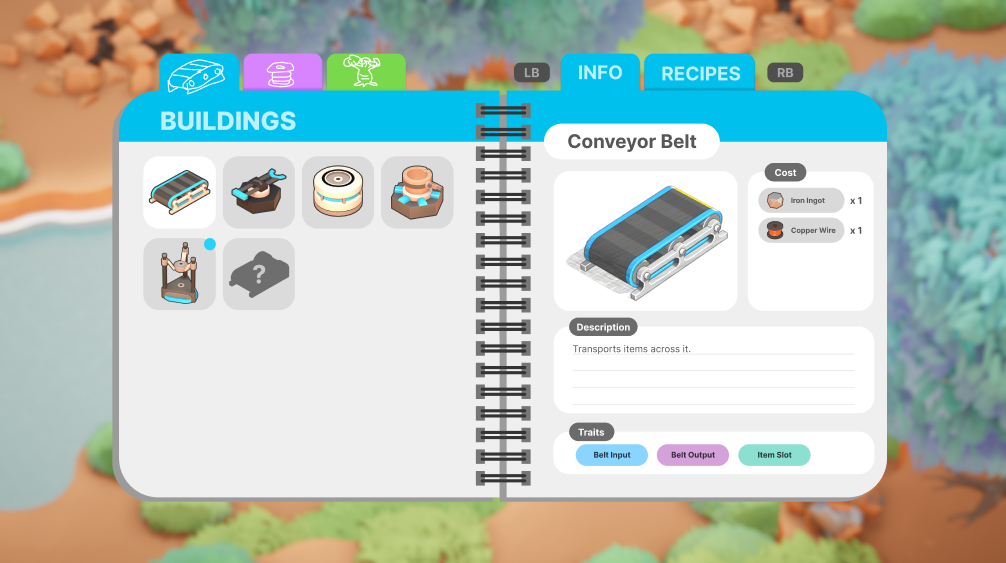 LB
INFO
RECIPES
RB
BUILDINGS
?
Conveyor Belt
Cost
Iron Ingot x 1
Copper Wire x 1
Description
Transports items across it.
Traits
Belt Input
Belt Output
Item Slot